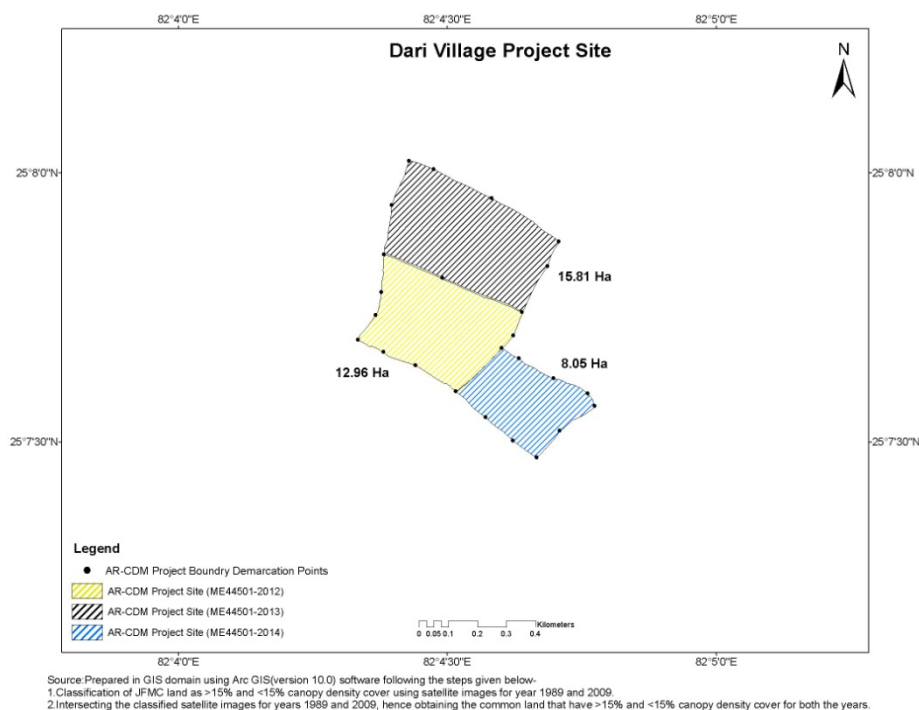 82°4'0"E 82°4'30"E 82°5'0"E
Dari Village Project Site
N
25°8'0"N 25°8'0"N
15.81 Ha
12.96 Ha 8.05 Ha
25°7'30"N 25°7'30"N
Legend
AR-CDM Project Boundry Demarcation Points
AR-CDM Project Site (ME44501-2012)
AR-CDM Project Site (ME44501-2013)
AR-CDM Project Site (ME44501-2014)
Kilometers
0 0.05 0.1 0.2 0.3 0.4
82°4'0"E 82°4'30"E 82°5'0"E
Source:Prepared in GIS domain using Arc GIS(version 10.0) software following the steps given below-
1.Classification of JFMC land as >15% and <15% canopy density cover using satellite images for year 1989 and 2009.
2.Intersecting the classified satellite images for years 1989 and 2009, hence obtaining the common land that have >15% and <15% canopy density cover for both the years.